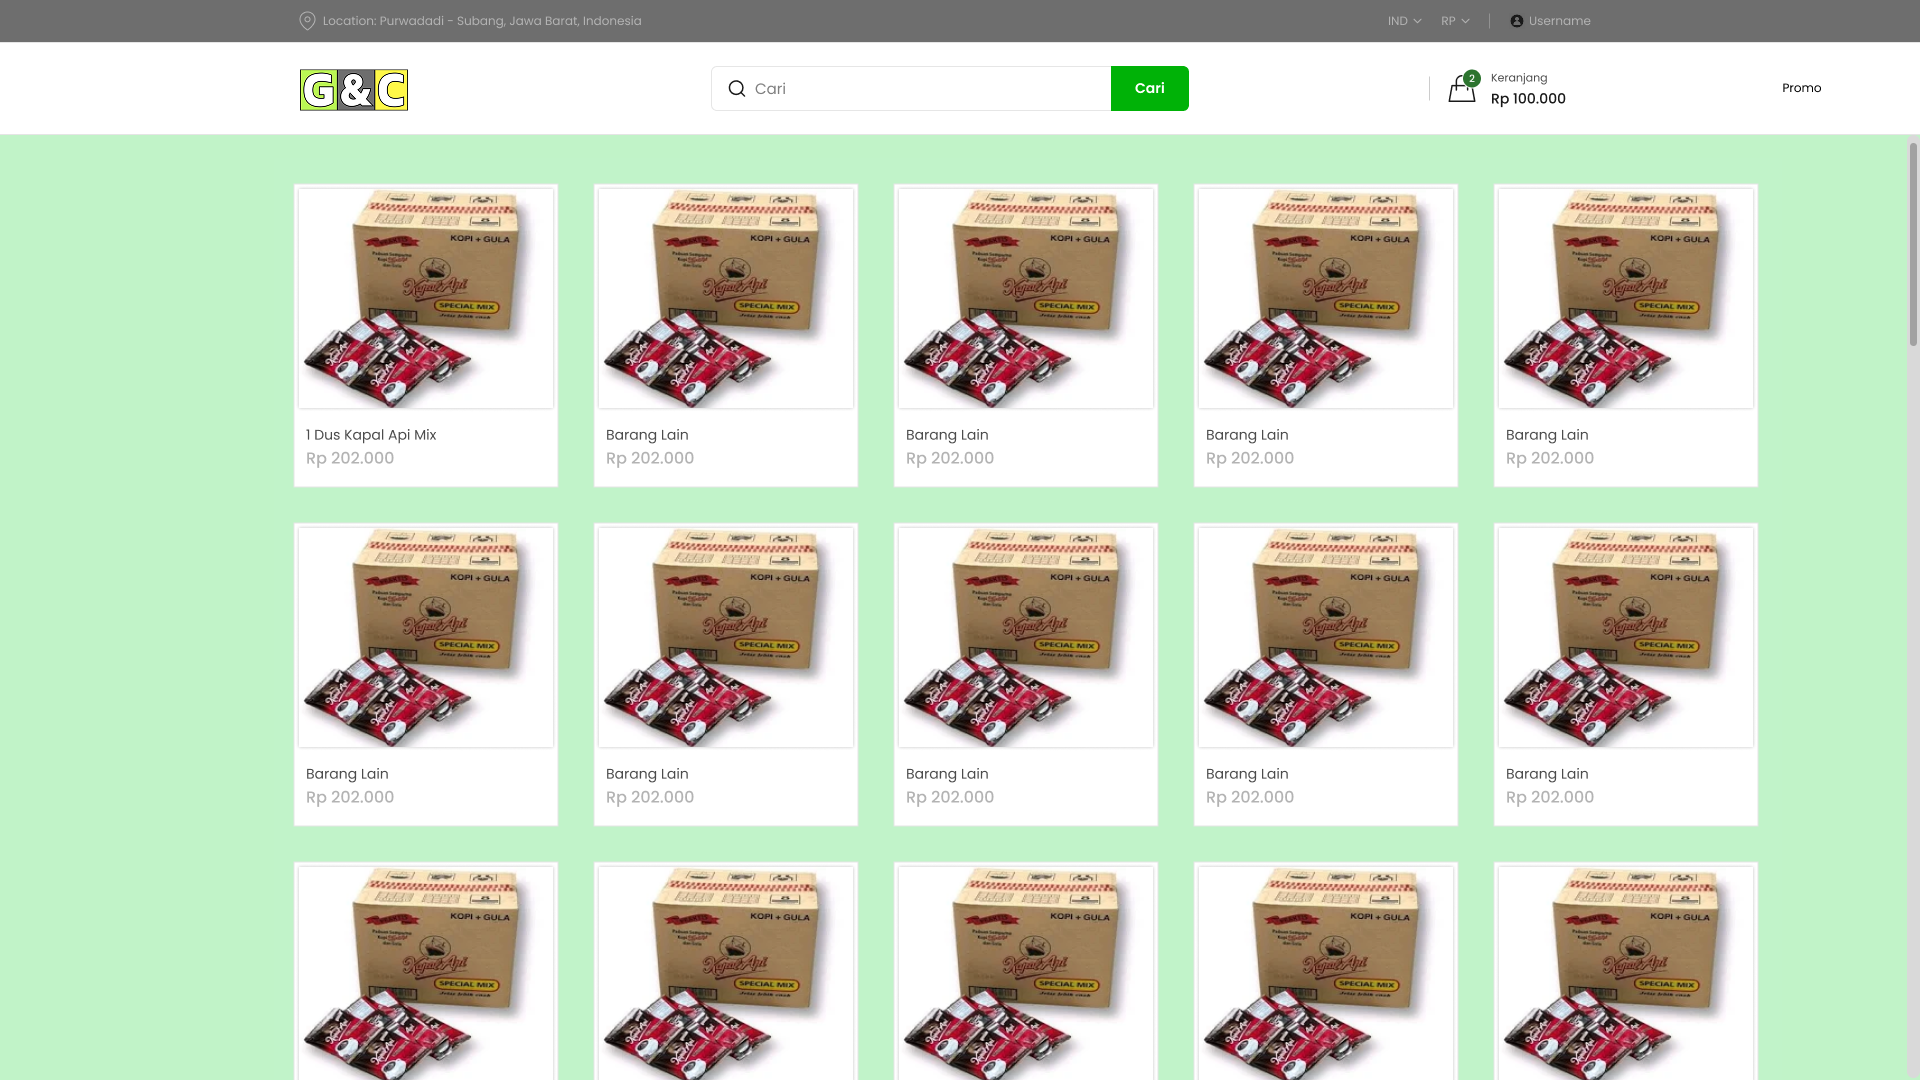 Location: Purwadadi - Subang, Jawa Barat, Indonesia
IND
RP
Username
G&C
Cari
Cari
2
Keranjang
Rp 100.000
Promo
KOPI + GULA
Kapal Api
SPECIAL MIX
KOPI + GULA
Kapal Api
SPECIAL MIX
KOPI + GULA
Kapal Api
SPECIAL MIX
KOPI + GULA
Kapal Api
SPECIAL MIX
KOPI + GULA
Kapal Api
SPECIAL MIX
1 Dus Kapal Api Mix
Rp 202.000
Barang Lain
Rp 202.000
Barang Lain
Rp 202.000
Barang Lain
Rp 202.000
Barang Lain
Rp 202.000
KOPI + GULA
Kapal Api
SPECIAL MIX
KOPI + GULA
Kapal Api
SPECIAL MIX
KOPI + GULA
Kapal Api
SPECIAL MIX
KOPI + GULA
Kapal Api
SPECIAL MIX
KOPI + GULA
Kapal Api
SPECIAL MIX
Barang Lain
Rp 202.000
Barang Lain
Rp 202.000
Barang Lain
Rp 202.000
Barang Lain
Rp 202.000
Barang Lain
Rp 202.000
KOPI + GULA
Kapal Api
SPECIAL MIX
KOPI + GULA
Kapal Api
SPECIAL MIX
KOPI + GULA
Kapal Api
SPECIAL MIX
KOPI + GULA
Kapal Api
SPECIAL MIX
KOPI + GULA
Kapal Api
SPECIAL MIX